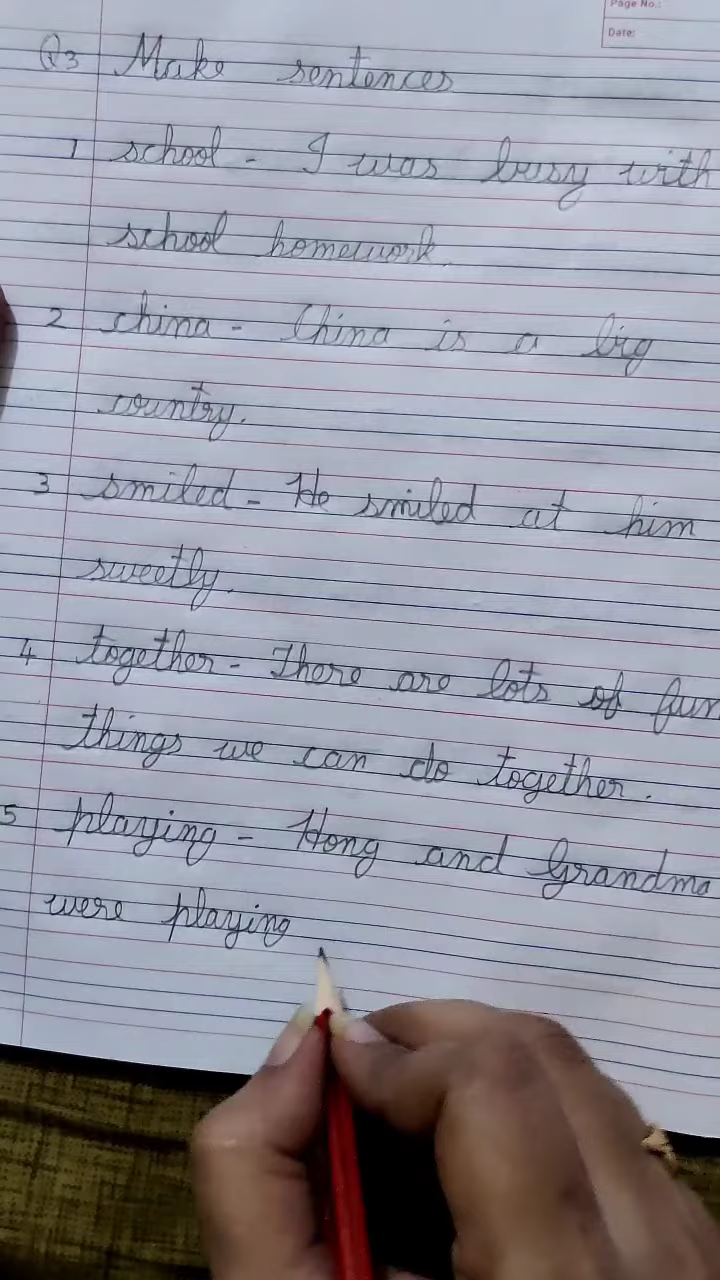 Page No.:
Date:
Q3 Make sentences
1 school - I was busy with
school homework.
2 china - China is a big
country.
3 smiled - He smiled at him
sweetly.
4 together - There are lots of fun
things we can do together.
5 playing - Hong and Grandma
were playing